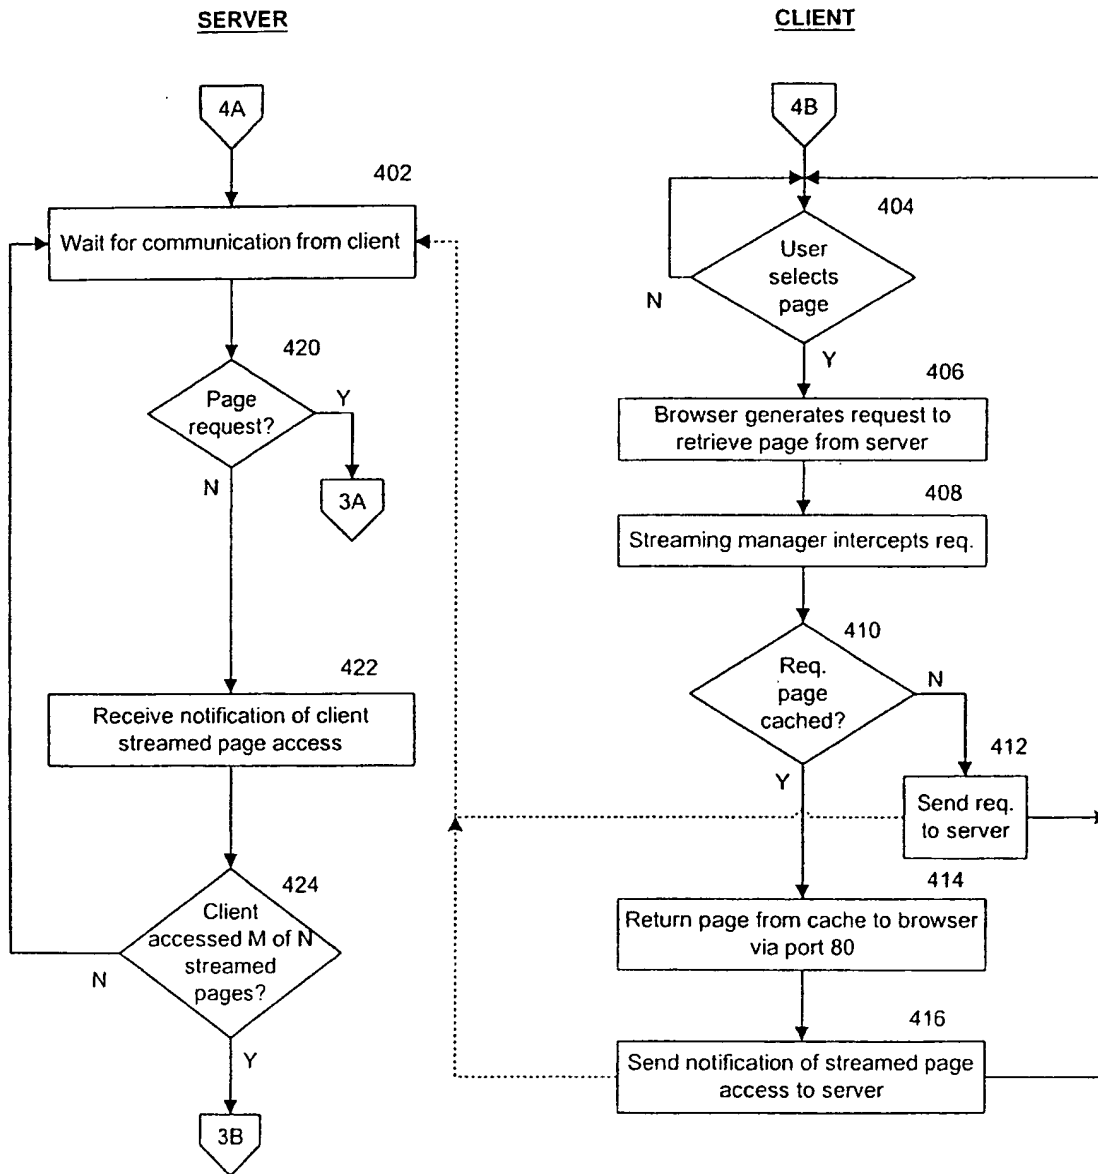 SERVER
4A
402
Wait for communication from client
420
Page
request?
Y
N
3A
422
Receive notification of client
streamed page access
424
Client
accessed M of N
streamed
pages?
N
Y
3B
CLIENT
4B
404
User
selects
page
N
Y
406
Browser generates request to
retrieve page from server
408
Streaming manager intercepts req.
410
Req.
page
cached?
N
Y
412
Send req.
to server
414
Return page from cache to browser
via port 80
416
Send notification of streamed page
access to server